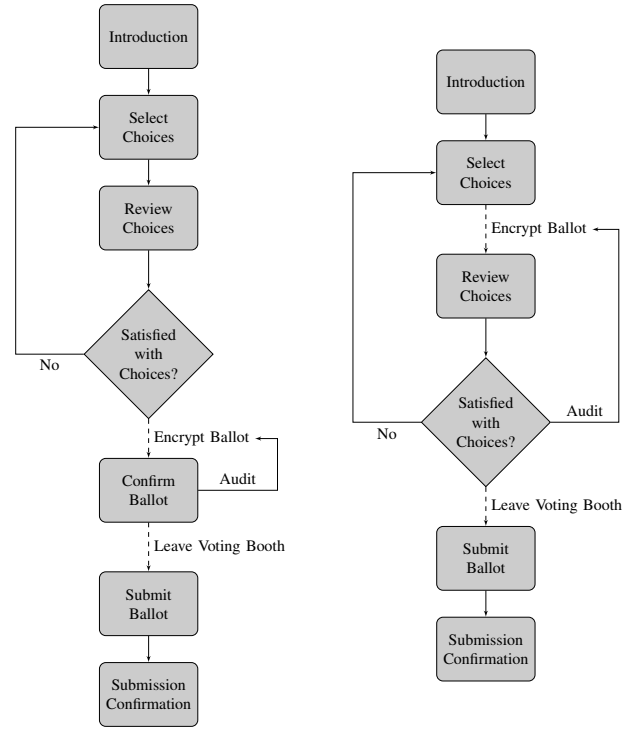 Introduction
Select
Choices
Review
Choices
Satisfied
with
Choices?
No
Encrypt Ballot
Confirm
Ballot
Audit
Leave Voting Booth
Submit
Ballot
Submission
Confirmation
Introduction
Select
Choices
Encrypt Ballot
Review
Choices
Satisfied
with
Choices?
No
Audit
Leave Voting Booth
Submit
Ballot
Submission
Confirmation